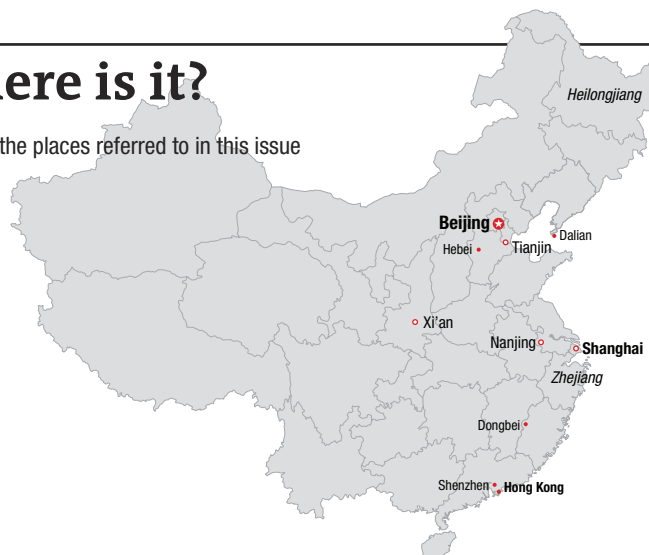 ere is it?
the places referred to in this issue
Heilongjiang
Beijing
Dalian
Hebei
Tianjin
Xi'an
Nanjing
Shanghai
Zhejiang
Dongbei
Shenzhen
Hong Kong